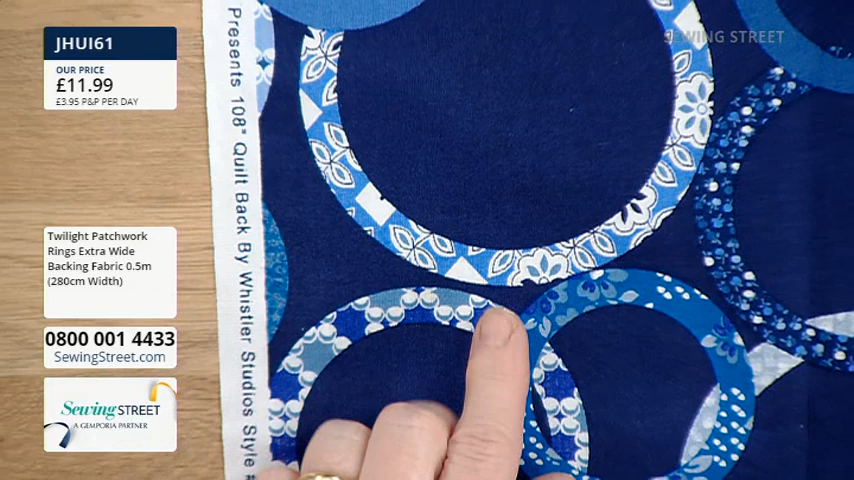 JHUI61
OUR PRICE
£11.99
£3.95 P&P PER DAY
Twilight Patchwork
Rings Extra Wide
Backing Fabric 0.5m
(280cm Width)
0800 001 4433
SewingStreet.com
Sewing STREET
A GEMPORIA PARTNER
Presents 108" Quilt Back By Whistler Studios Style #
SEWING STREET